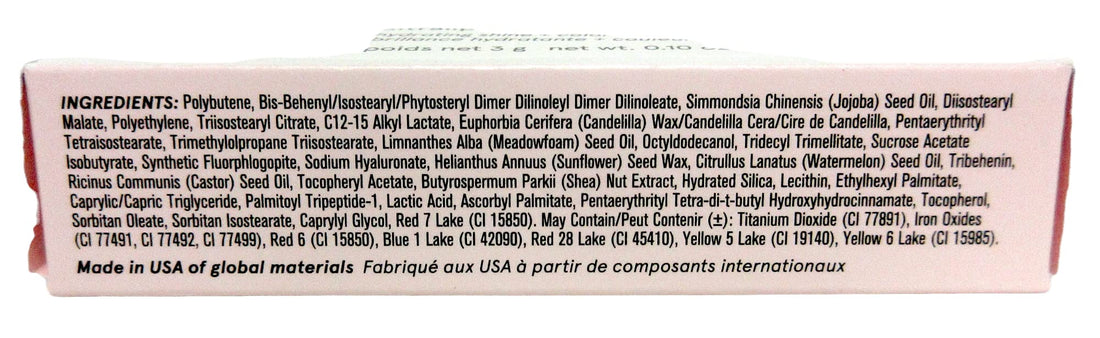 hydrating shine + color
brillance hydratante + couleur
poids net 3 g net wt. 0.10 oz
INGREDIENTS: Polybutene, Bis-Behenyl/Isostearyl/Phytosteryl Dimer Dilinoleyl Dimer Dilinoleate, Simmondsia Chinensis (Jojoba) Seed Oil, Diisostearyl
Malate, Polyethylene, Triisostearyl Citrate, C12-15 Alkyl Lactate, Euphorbia Cerifera (Candelilla) Wax/Candelilla Cera/Cire de Candelilla, Pentaerythrityl
Tetraisostearate, Trimethylolpropane Triisostearate, Limnanthes Alba (Meadowfoam) Seed Oil, Octyldodecanol, Tridecyl Trimellitate, Sucrose Acetate
Isobutyrate, Synthetic Fluorphlogopite, Sodium Hyaluronate, Helianthus Annuus (Sunflower) Seed Wax, Citrullus Lanatus (Watermelon) Seed Oil, Tribehenin,
Ricinus Communis (Castor) Seed Oil, Tocopheryl Acetate, Butyrospermum Parkii (Shea) Nut Extract, Hydrated Silica, Lecithin, Ethylhexyl Palmitate,
Caprylic/Capric Triglyceride, Palmitoyl Tripeptide-1, Lactic Acid, Ascorbyl Palmitate, Pentaerythrityl Tetra-di-t-butyl Hydroxyhydrocinnamate, Tocopherol,
Sorbitan Oleate, Sorbitan Isostearate, Caprylyl Glycol, Red 7 Lake (CI 15850). May Contain/Peut Contenir (±): Titanium Dioxide (CI 77891), Iron Oxides
(CI 77491, CI 77492, CI 77499), Red 6 (CI 15850), Blue 1 Lake (CI 42090), Red 28 Lake (CI 45410), Yellow 5 Lake (CI 19140), Yellow 6 Lake (CI 15985).
Made in USA of global materials Fabriqué aux USA à partir de composants internationaux